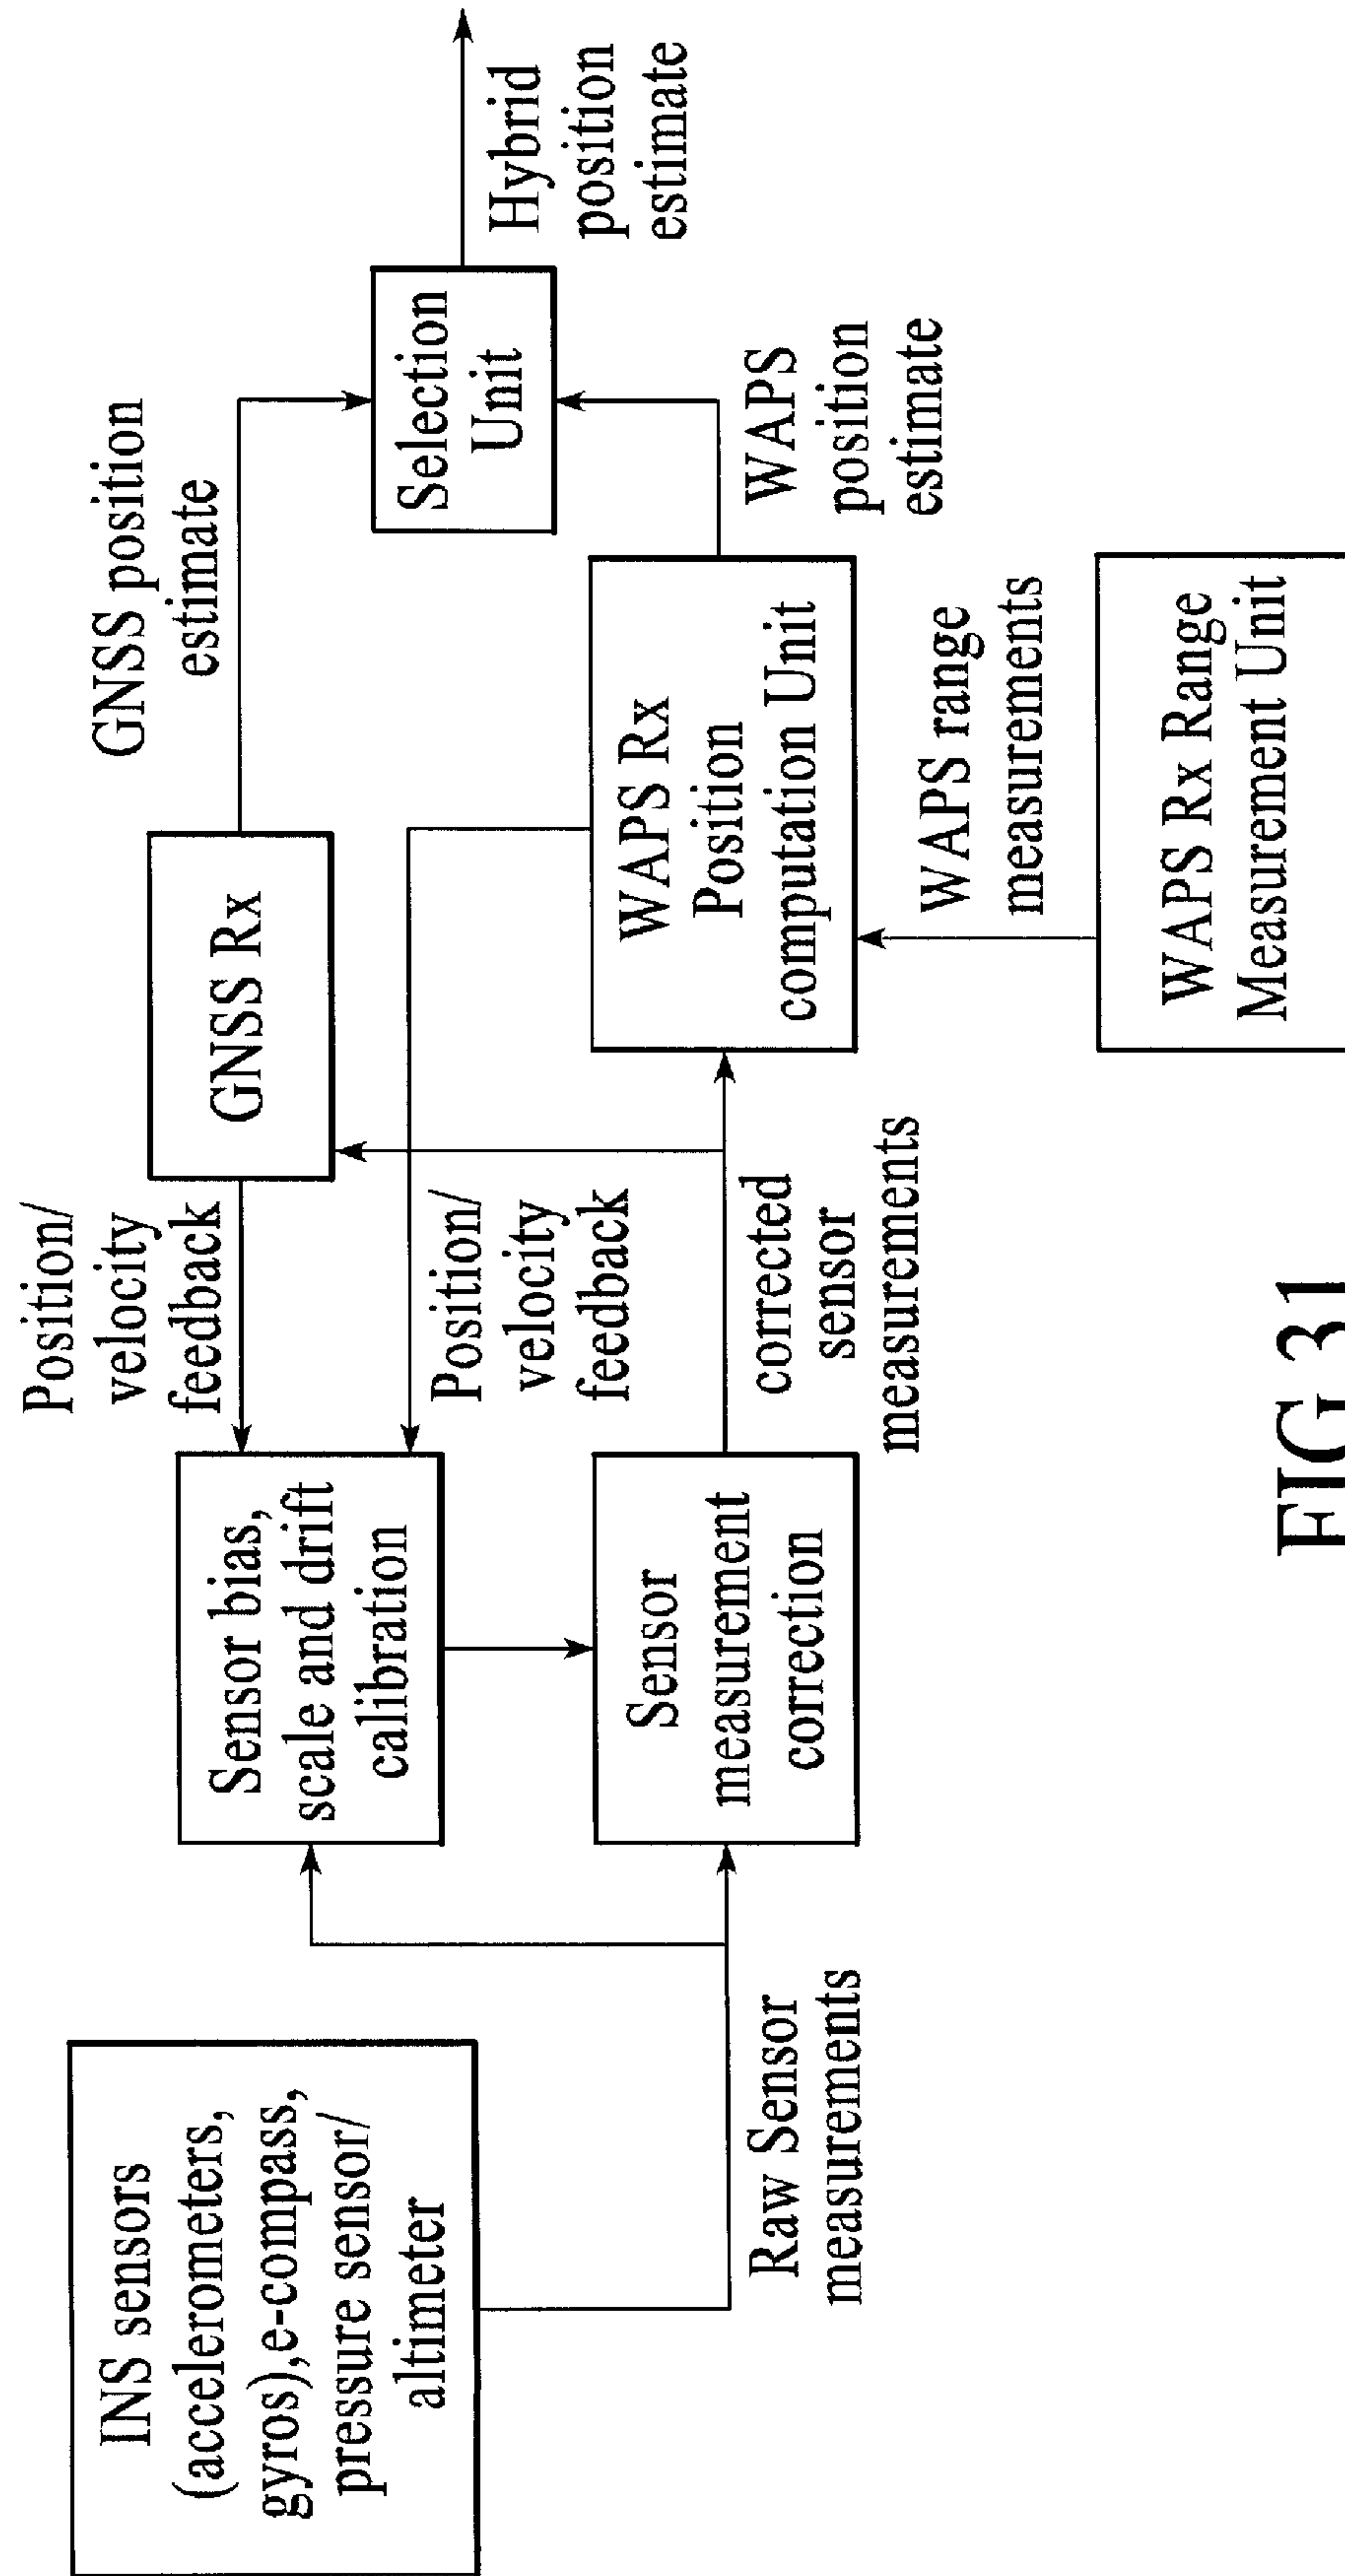 INS sensors
(accelerometers,
gyros),e-compass,
pressure sensor/
altimeter
Raw Sensor
measurements
Sensor bias,
scale and drift
calibration
Sensor
measurement
correction
Position/
velocity
feedback
Position/
velocity
feedback
corrected
sensor
measurements
GNSS Rx
GNSS position
estimate
WAPS Rx
Position
computation Unit
WAPS range
measurements
WAPS Rx Range
Measurement Unit
WAPS
position
estimate
Selection
Unit
Hybrid
position
estimate
FIG 31